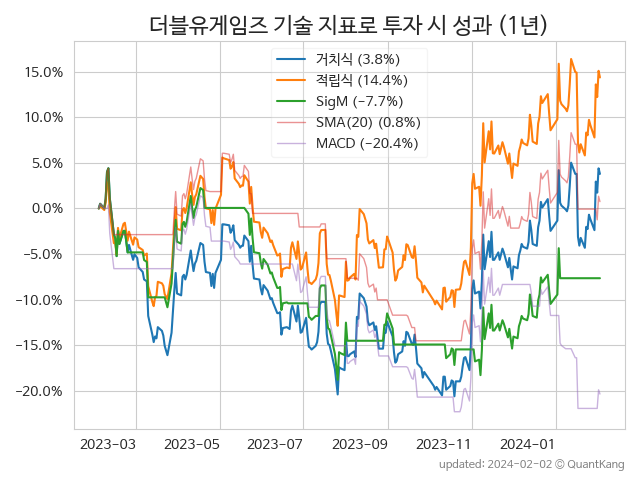 더블유게임즈 기술 지표로 투자 시 성과 (1년)
거치식 (3.8%)
적립식 (14.4%)
SigM (−7.7%)
SMA(20) (0.8%)
MACD (−20.4%)
15.0%
10.0%
5.0%
0.0%
−5.0%
−10.0%
−15.0%
−20.0%
2023-03 2023-05 2023-07 2023-09 2023-11 2024-01
updated: 2024-02-02 © QuantKang